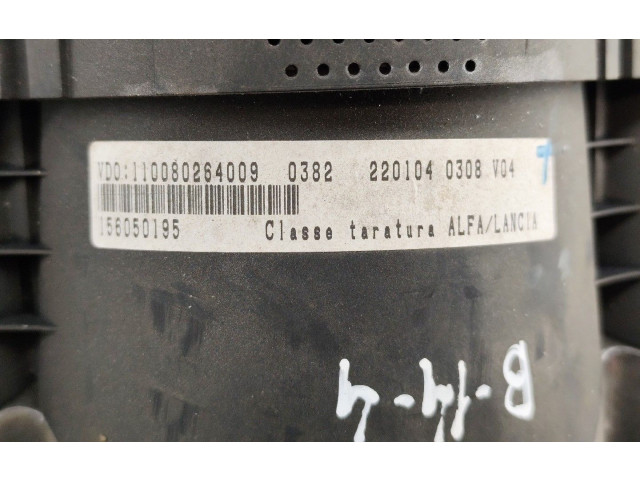 VDO:110080264009 0382 220104 0308 V04
156050195 Classe taratura ALFA/LANCIA
B-14-4